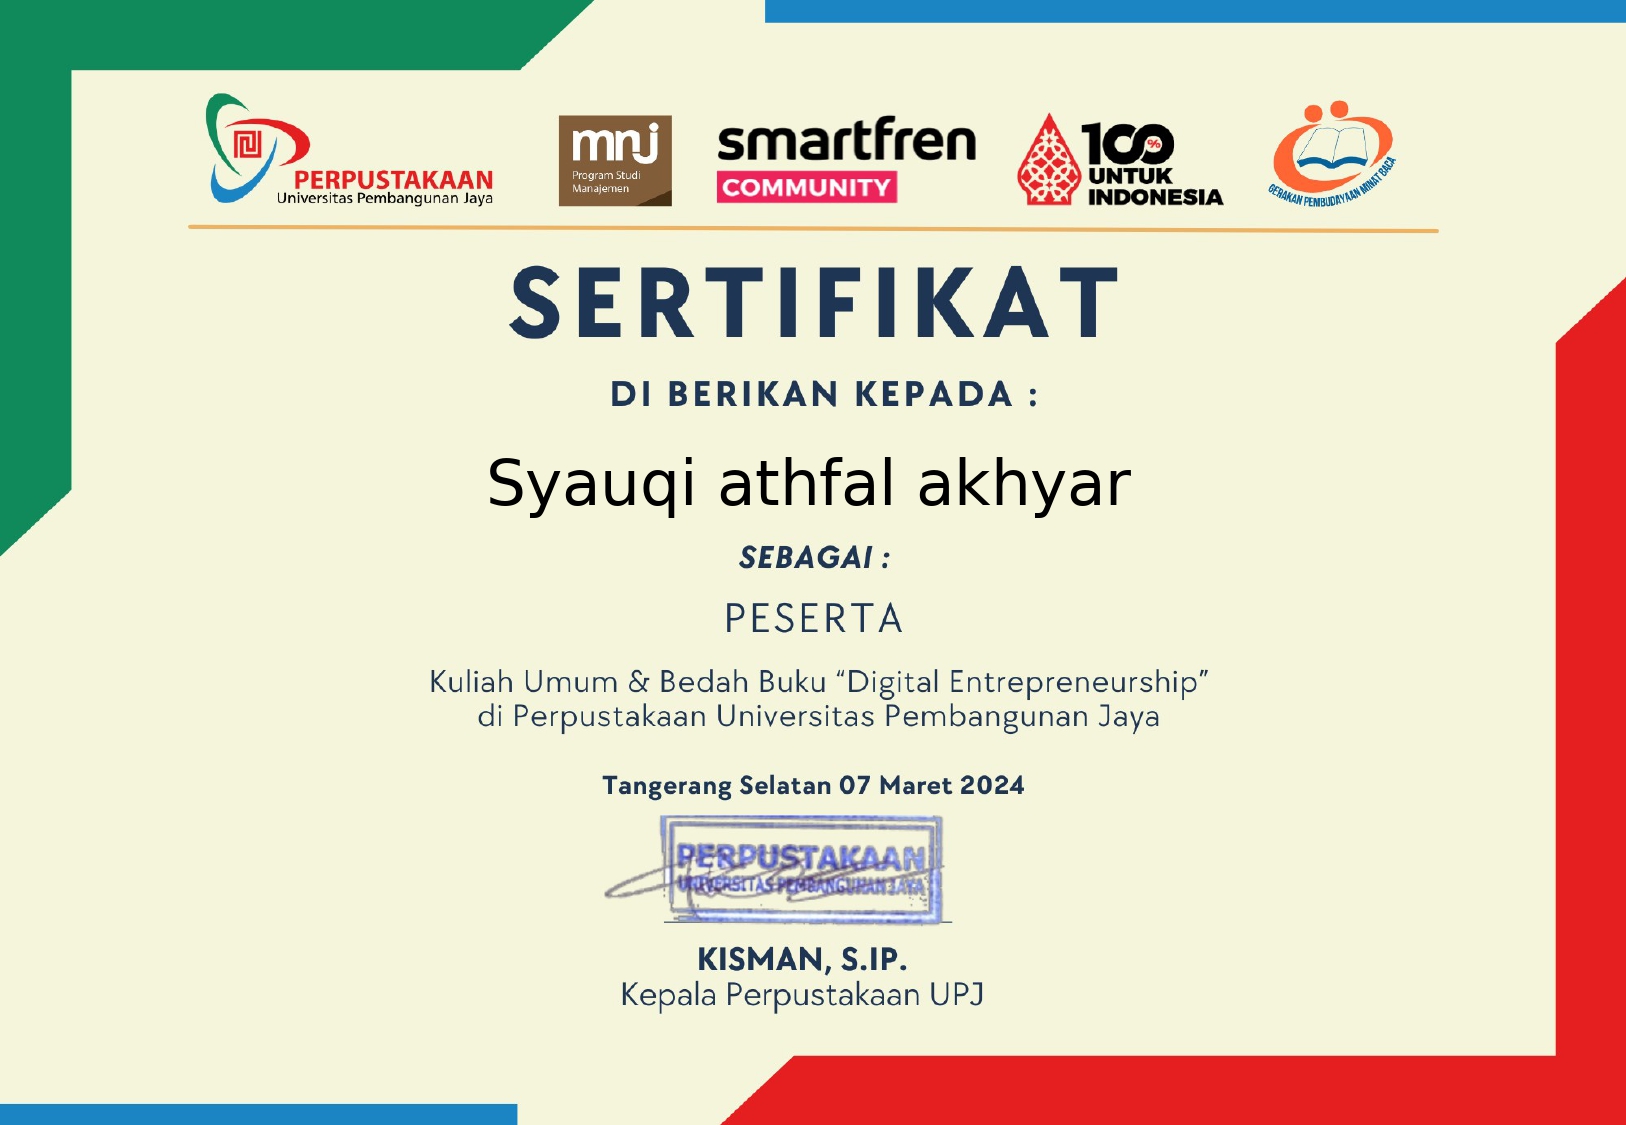 PERPUSTAKAAN
Universitas Pembangunan Jaya
mnj
Program Studi
Manajemen
smartfren
COMMUNITY
100%
UNTUK
INDONESIA
GERAKAN PEMBUDAYAAN MINAT BACA
SERTIFIKAT
DI BERIKAN KEPADA :
Syauqi athfal akhyar
SEBAGAI :
PESERTA
Kuliah Umum & Bedah Buku “Digital Entrepreneurship”
di Perpustakaan Universitas Pembangunan Jaya
Tangerang Selatan 07 Maret 2024
PERPUSTAKAAN
UNIVERSITAS PEMBANGUNAN JAYA
KISMAN, S.IP.
Kepala Perpustakaan UPJ